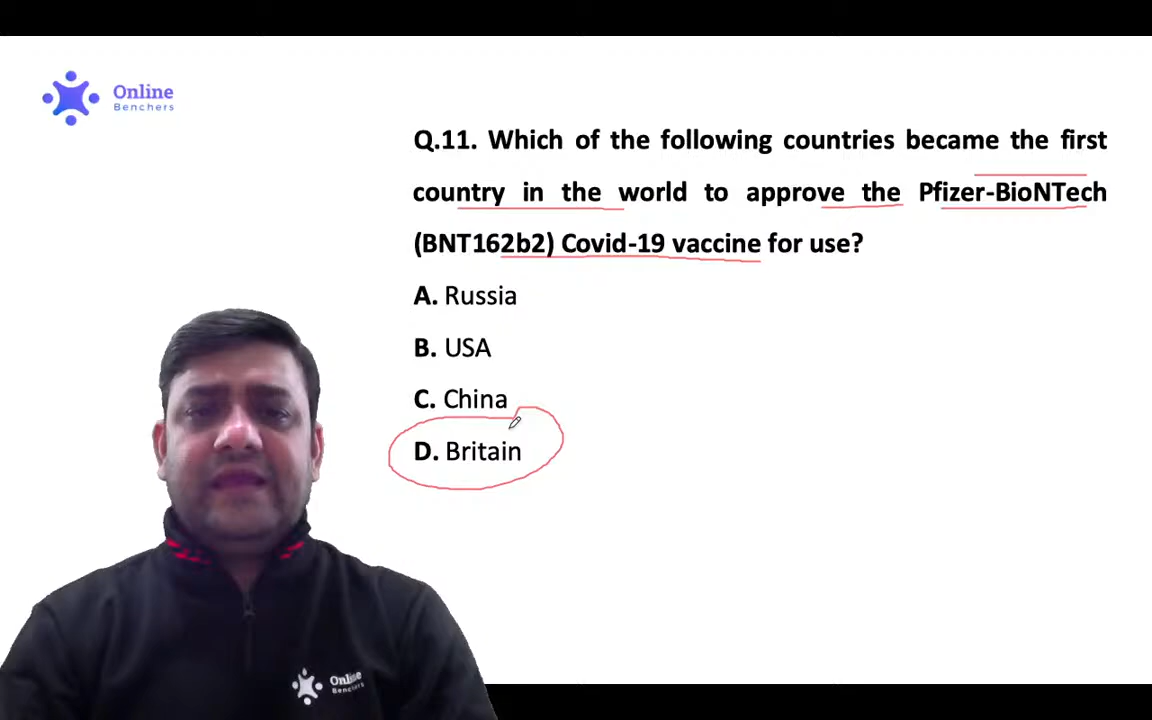 Online
Benchers
Q.11. Which of the following countries became the first
country in the world to approve the Pfizer-BioNTech
(BNT162b2) Covid-19 vaccine for use?
A. Russia
B. USA
C. China
D. Britain
Online
Benchers